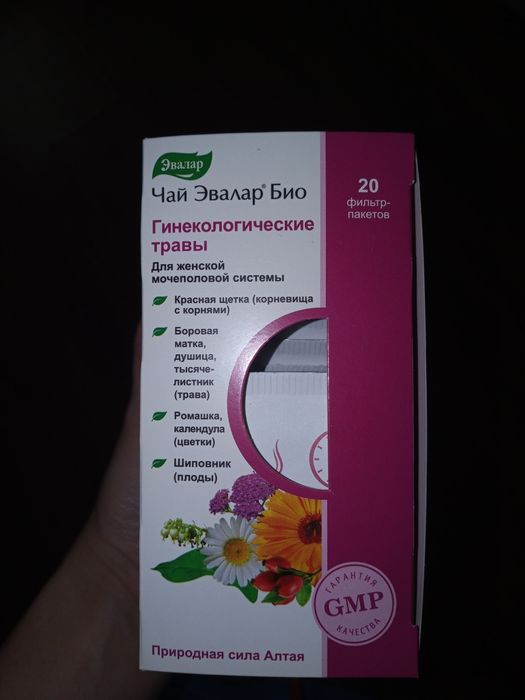 Эвалар
Чай Эвалар® Био
Гинекологические
травы
Для женской
мочеполовой системы
Красная щетка (корневища
с корнями)
Боровая
матка,
душица,
тысяче-
листник
(трава)
Ромашка,
календула
(цветки)
Шиповник
(плоды)
Природная сила Алтая
20
фильтр-
пакетов
ГАРАНТИЯ
GMP
КАЧЕСТВА